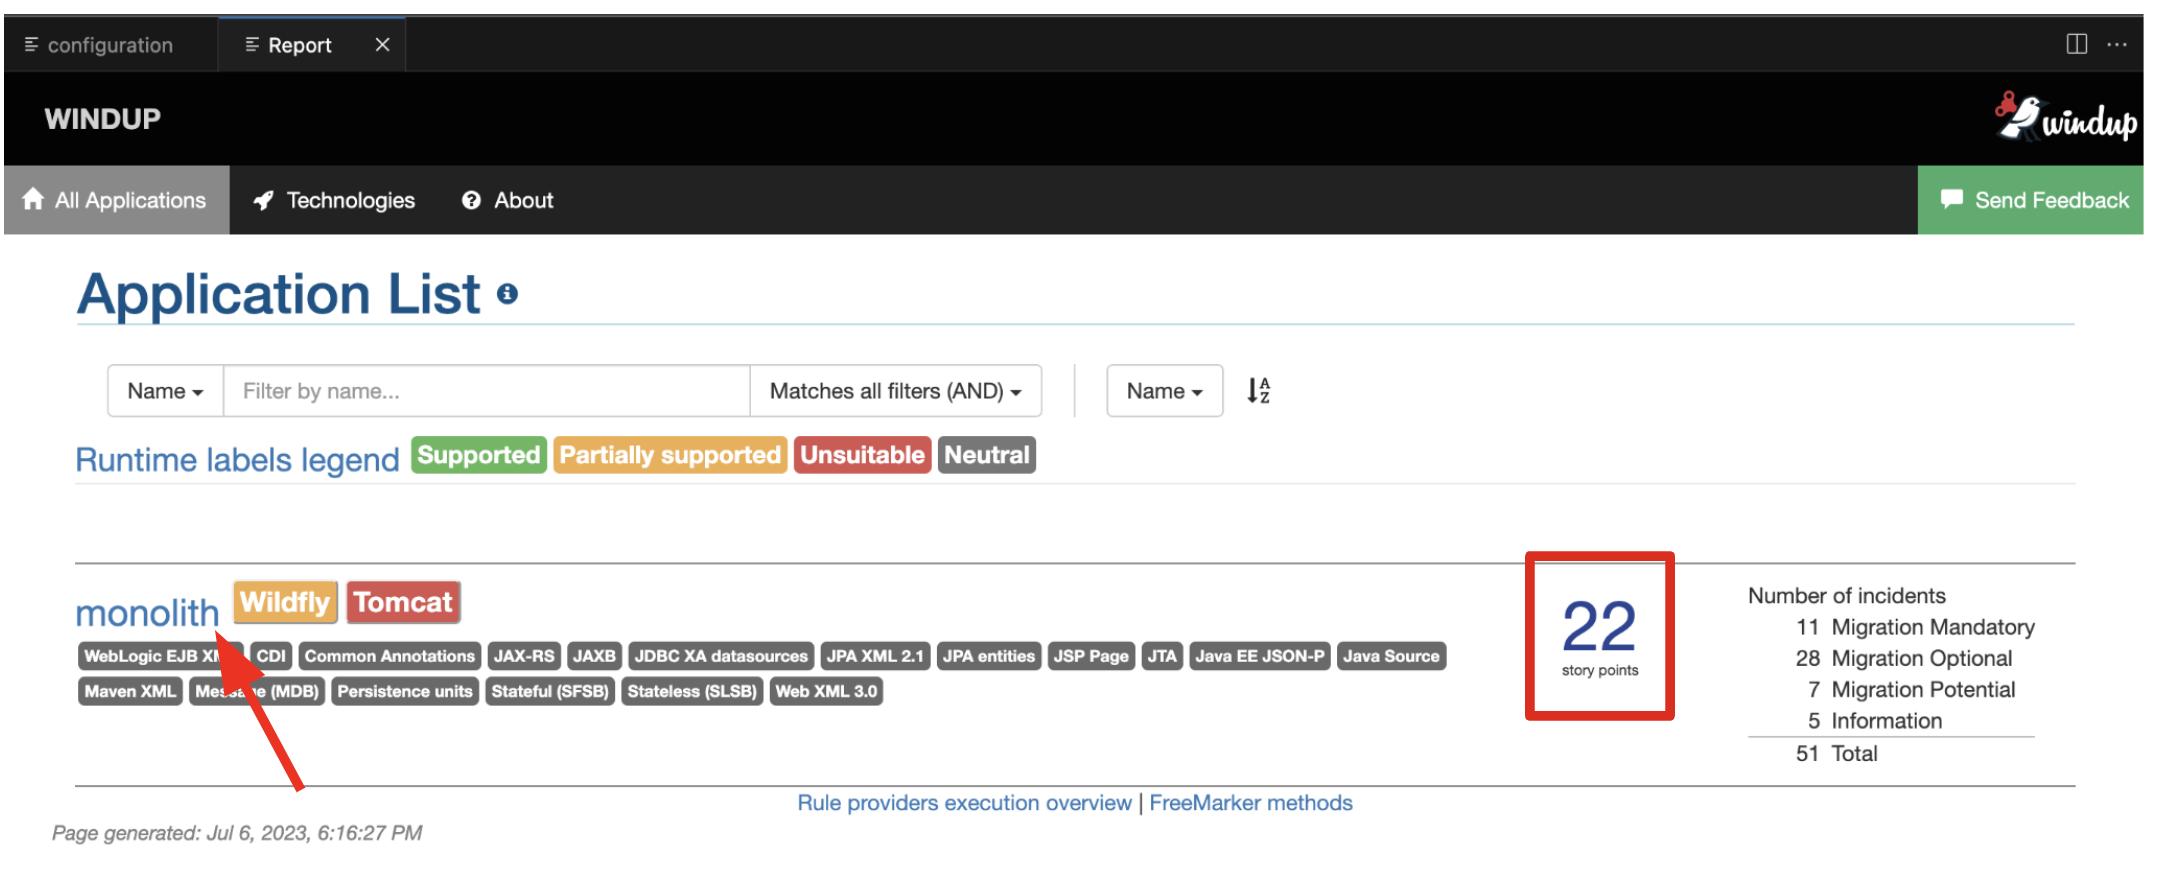 configuration
Report
WINDUP
windup
All Applications
Technologies
About
Send Feedback
Application List
Name
Filter by name...
Matches all filters (AND)
Name
A
Z
Runtime labels legend Supported Partially supported Unsuitable Neutral
monolith Wildfly Tomcat
WebLogic EJB CDI Common Annotations JAX-RS JAXB JDBC XA datasources JPA XML 2.1 JPA entities JSP Page JTA Java EE JSON-P Java Source
Maven XML (MDB) Persistence units Stateful (SFSB) Stateless (SLSB) Web XML 3.0
22
story points
Number of incidents
11 Migration Mandatory
28 Migration Optional
7 Migration Potential
5 Information
51 Total
Rule providers execution overview | FreeMarker methods
Page generated: Jul 6, 2023, 6:16:27 PM